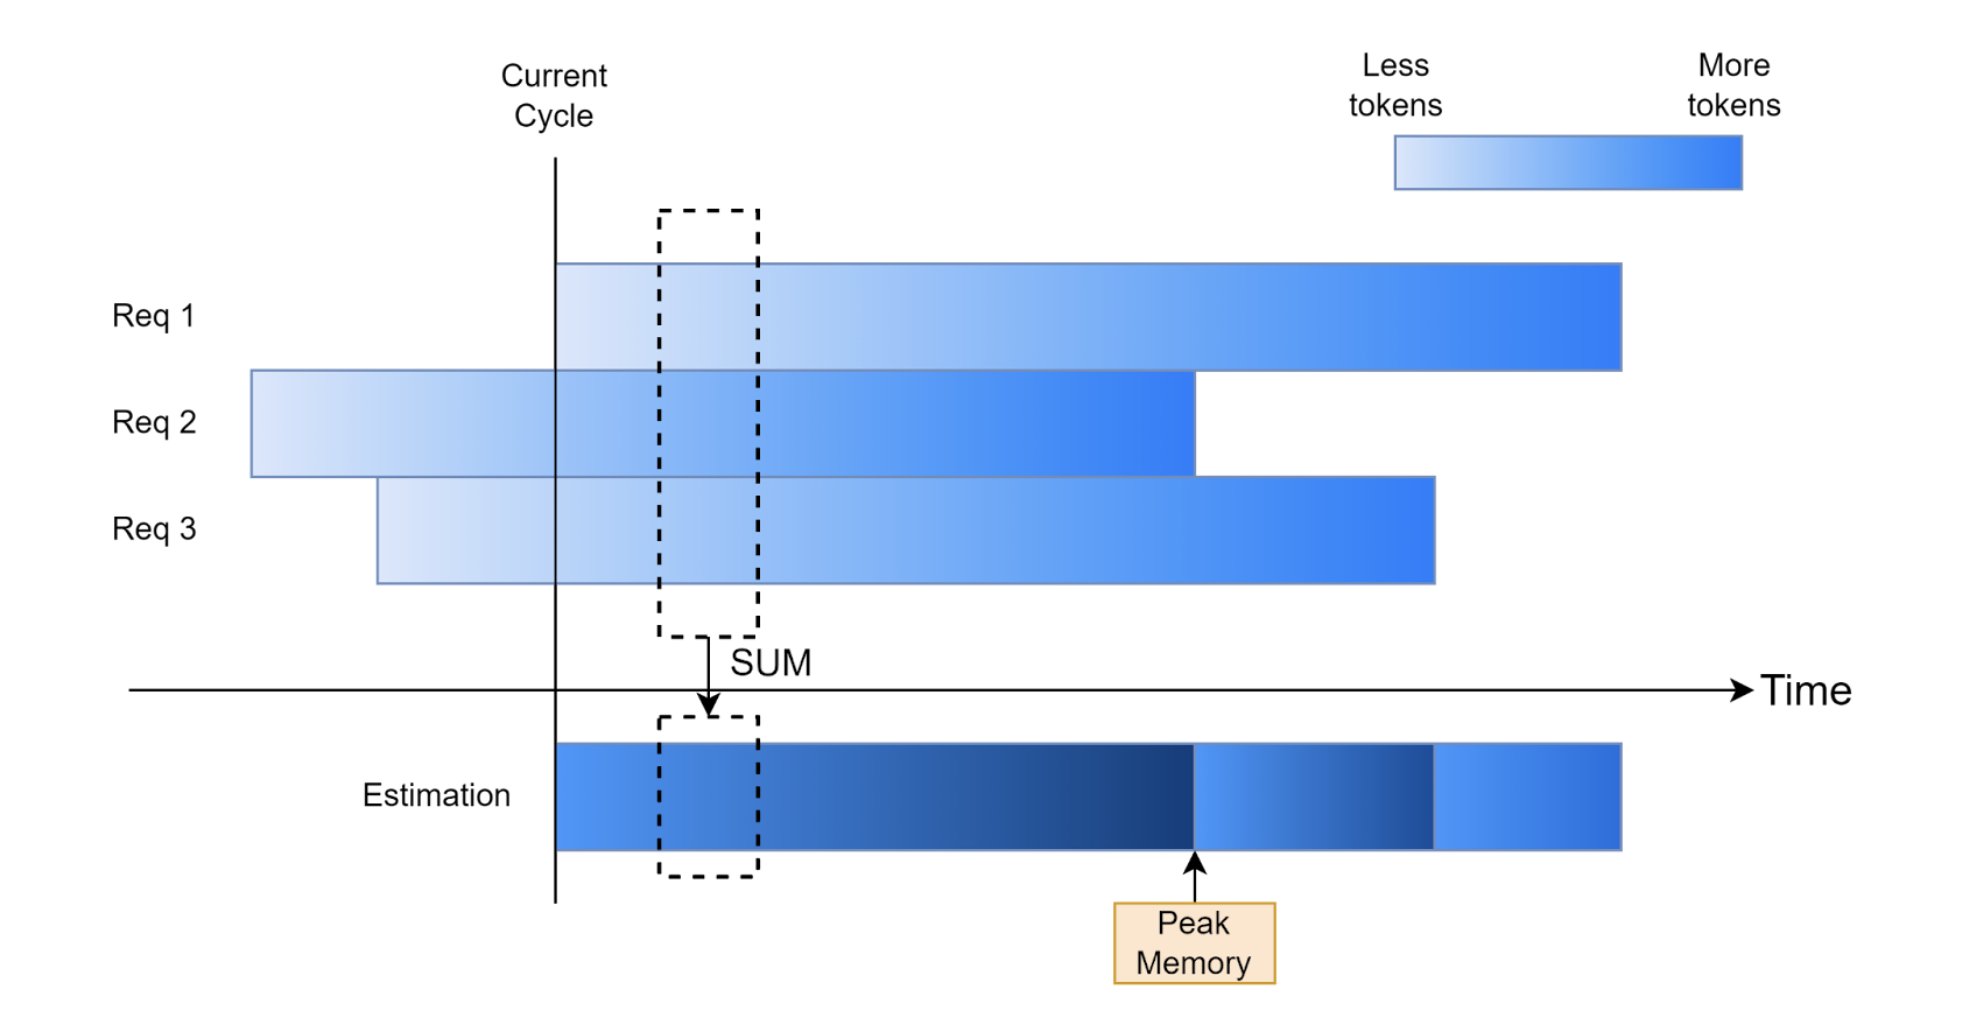 Current
Cycle
Less
tokens
More
tokens
Req 1
Req 2
Req 3
SUM
Time
Estimation
Peak
Memory